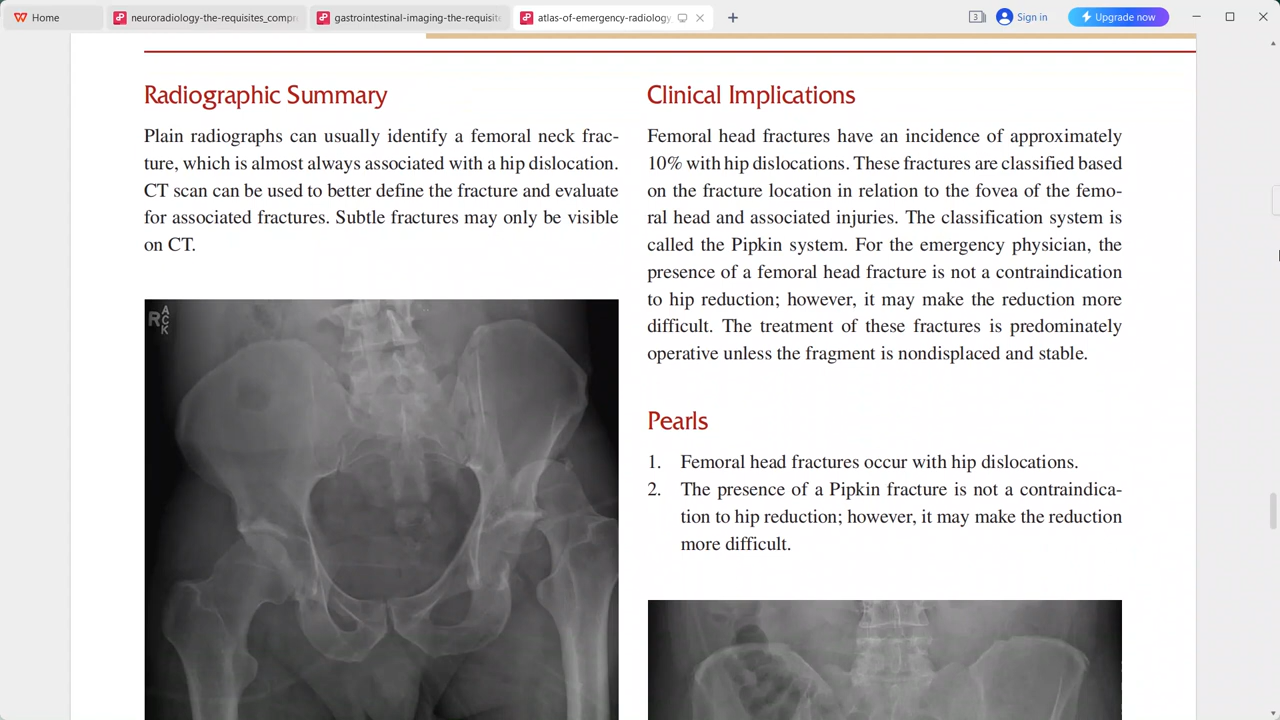 Home
neuroradiology-the-requisites_compr
gastrointestinal-imaging-the-requisite
atlas-of-emergency-radiology
3
Sign in
Upgrade now
Radiographic Summary
Plain radiographs can usually identify a femoral neck frac-
ture, which is almost always associated with a hip dislocation.
CT scan can be used to better define the fracture and evaluate
for associated fractures. Subtle fractures may only be visible
on CT.
R ACK
Clinical Implications
Femoral head fractures have an incidence of approximately
10% with hip dislocations. These fractures are classified based
on the fracture location in relation to the fovea of the femo-
ral head and associated injuries. The classification system is
called the Pipkin system. For the emergency physician, the
presence of a femoral head fracture is not a contraindication
to hip reduction; however, it may make the reduction more
difficult. The treatment of these fractures is predominately
operative unless the fragment is nondisplaced and stable.
Pearls
1. Femoral head fractures occur with hip dislocations.
2. The presence of a Pipkin fracture is not a contraindica-
tion to hip reduction; however, it may make the reduction
more difficult.